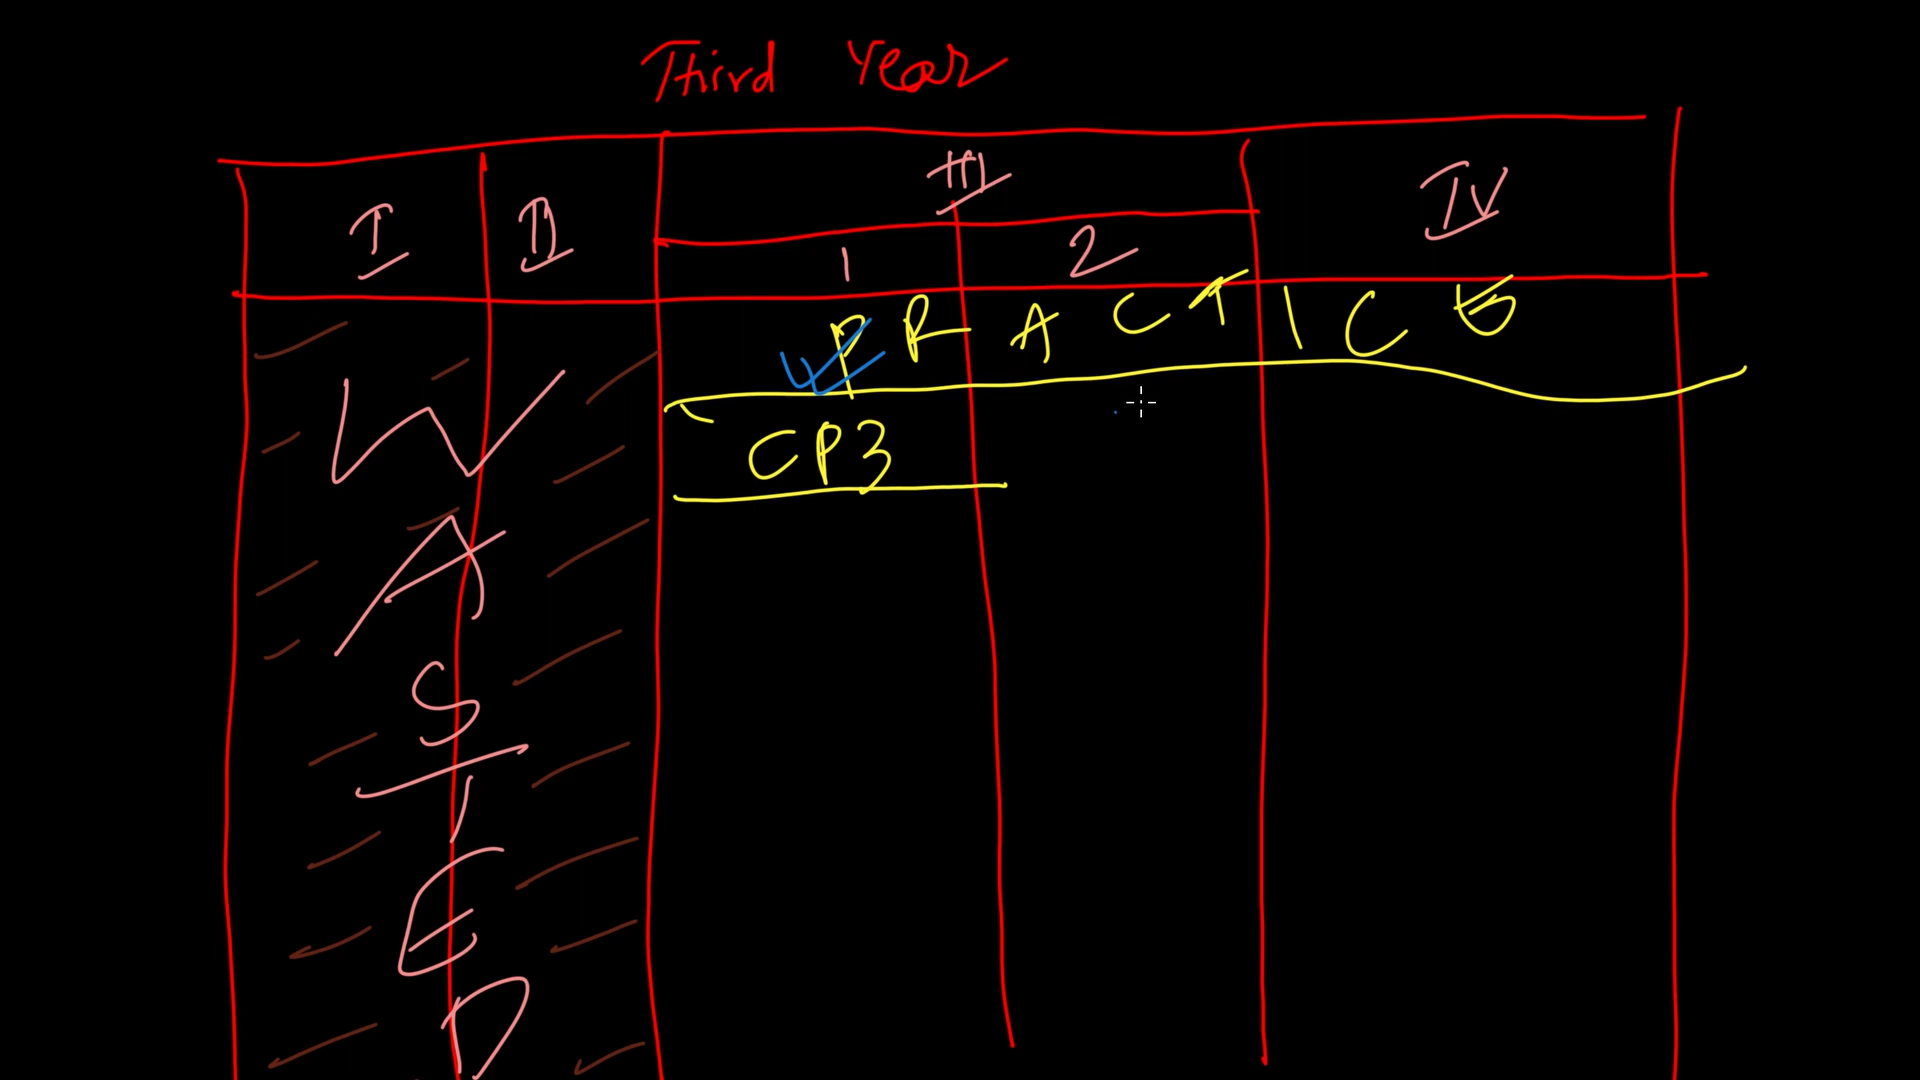 Third Year
I II III IV
1 2
PRACTICE
CP3
WASTED